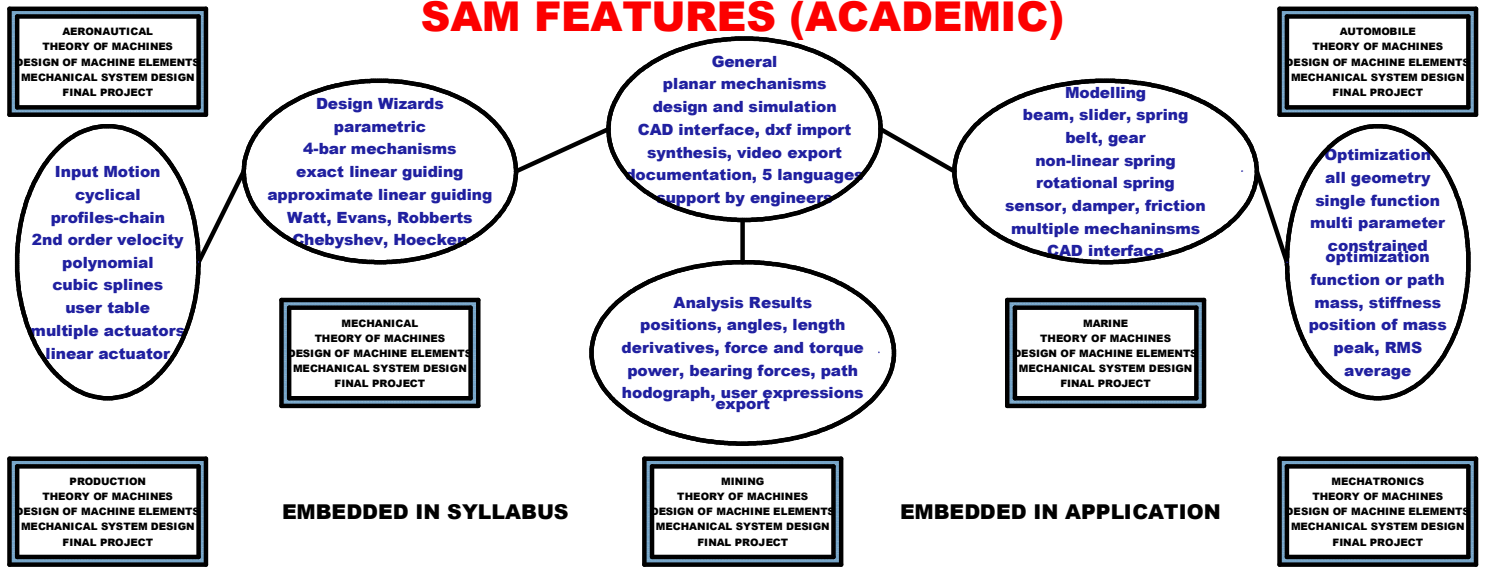 SAM FEATURES (ACADEMIC)
AERONAUTICAL
THEORY OF MACHINES
DESIGN OF MACHINE ELEMENTS
MECHANICAL SYSTEM DESIGN
FINAL PROJECT
AUTOMOBILE
THEORY OF MACHINES
DESIGN OF MACHINE ELEMENTS
MECHANICAL SYSTEM DESIGN
FINAL PROJECT
Input Motion
cyclical
profiles-chain
2nd order velocity
polynomial
cubic splines
user table
multiple actuators
linear actuator
Design Wizards
parametric
4-bar mechanisms
exact linear guiding
approximate linear guiding
Watt, Evans, Robberts
Chebyshev, Hoecken
General
planar mechanisms
design and simulation
CAD interface, dxf import
synthesis, video export
documentation, 5 languages
support by engineers
Modelling
beam, slider, spring
belt, gear
non-linear spring
rotational spring
sensor, damper, friction
multiple mechaninsms
CAD interface
Optimization
all geometry
single function
multi parameter
constrained
optimization
function or path
mass, stiffness
position of mass
peak, RMS
average
Analysis Results
positions, angles, length
derivatives, force and torque
power, bearing forces, path
hodograph, user expressions
export
MECHANICAL
THEORY OF MACHINES
DESIGN OF MACHINE ELEMENTS
MECHANICAL SYSTEM DESIGN
FINAL PROJECT
MARINE
THEORY OF MACHINES
DESIGN OF MACHINE ELEMENTS
MECHANICAL SYSTEM DESIGN
FINAL PROJECT
PRODUCTION
THEORY OF MACHINES
DESIGN OF MACHINE ELEMENTS
MECHANICAL SYSTEM DESIGN
FINAL PROJECT
EMBEDDED IN SYLLABUS
MINING
THEORY OF MACHINES
DESIGN OF MACHINE ELEMENTS
MECHANICAL SYSTEM DESIGN
FINAL PROJECT
EMBEDDED IN APPLICATION
MECHATRONICS
THEORY OF MACHINES
DESIGN OF MACHINE ELEMENTS
MECHANICAL SYSTEM DESIGN
FINAL PROJECT